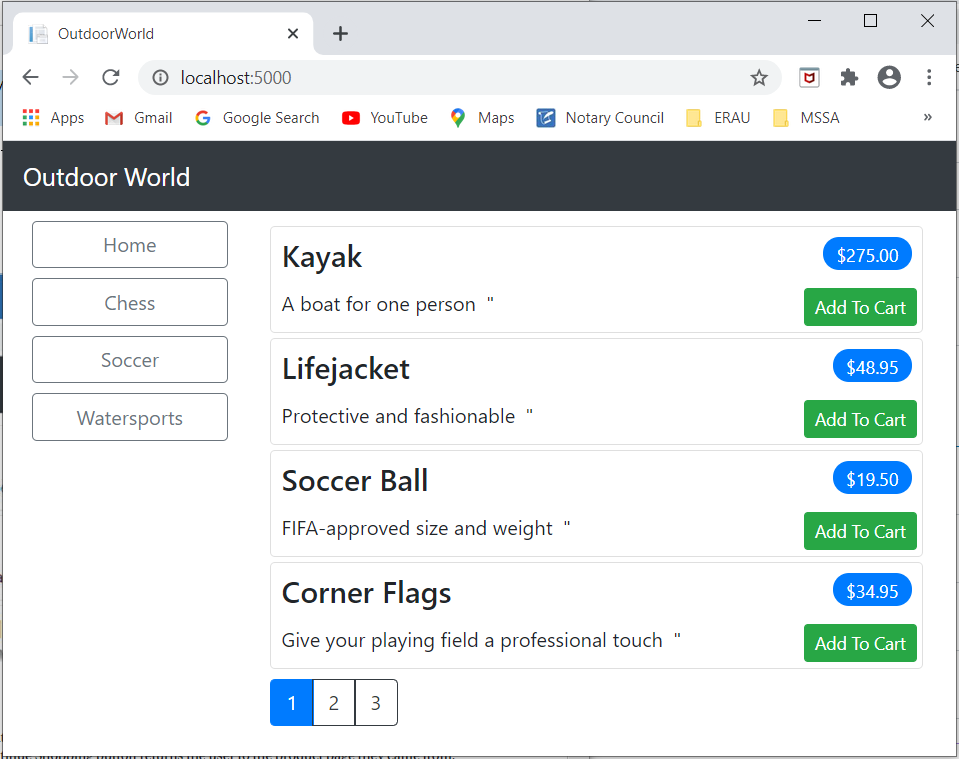 OutdoorWorld
localhost:5000
Apps Gmail Google Search YouTube Maps Notary Council ERAU MSSA »
Outdoor World
Home
Chess
Soccer
Watersports
Kayak $275.00
A boat for one person " Add To Cart
Lifejacket $48.95
Protective and fashionable " Add To Cart
Soccer Ball $19.50
FIFA-approved size and weight " Add To Cart
Corner Flags $34.95
Give your playing field a professional touch " Add To Cart
1 2 3